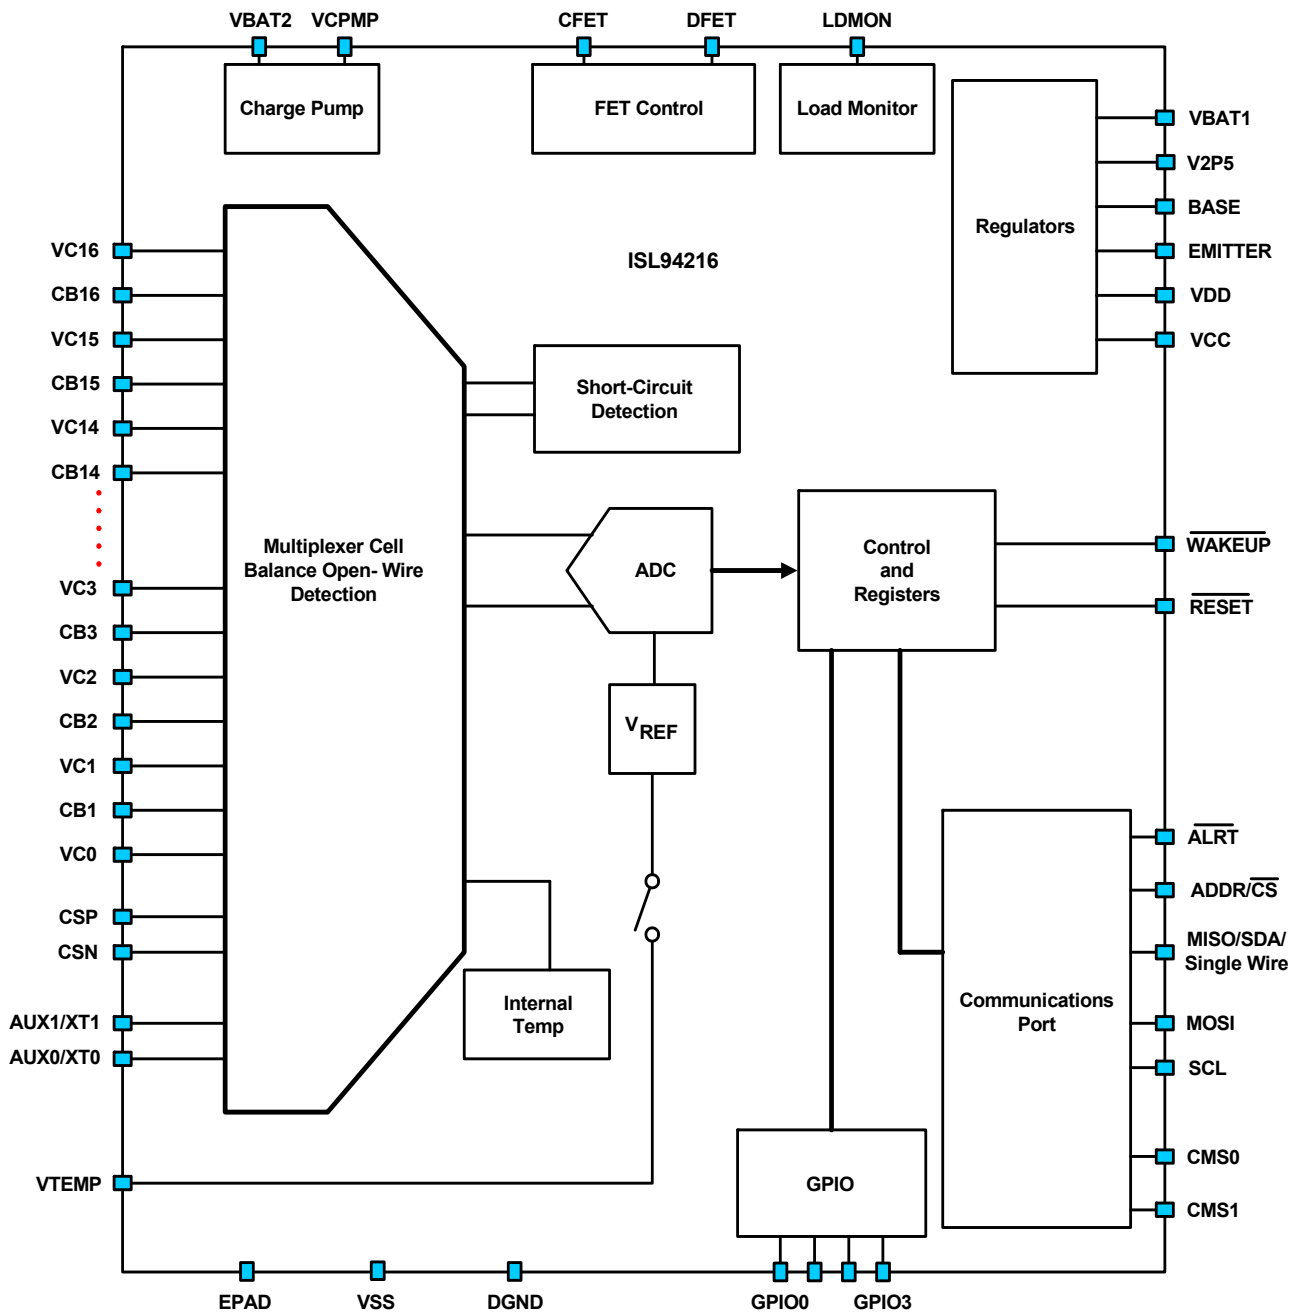 VBAT2
VCPMP
CFET
DFET
LDMON
Charge Pump
FET Control
Load Monitor
Regulators
VBAT1
V2P5
BASE
EMITTER
VDD
VCC
ISL94216
VC16
CB16
VC15
CB15
VC14
CB14
VC3
CB3
VC2
CB2
VC1
CB1
VC0
CSP
CSN
AUX1/XT1
AUX0/XT0
VTEMP
Multiplexer Cell
Balance Open- Wire
Detection
Short-Circuit
Detection
ADC
VREF
Internal
Temp
Control
and
Registers
WAKEUP
RESET
Communications
Port
ALRT
ADDR/CS
MISO/SDA/
Single Wire
MOSI
SCL
CMS0
CMS1
GPIO
EPAD
VSS
DGND
GPIO0
GPIO3